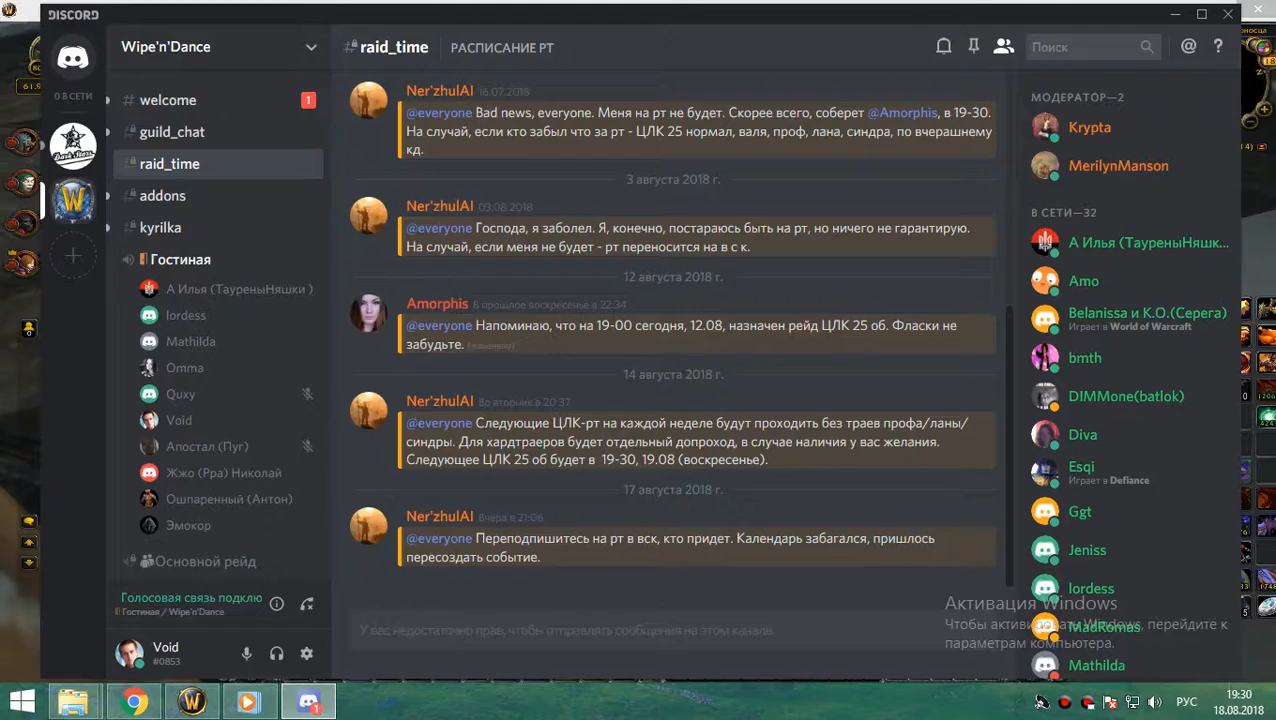 DISCORD
0 В СЕТИ
Wipe'n'Dance
# welcome
1
guild_chat
raid_time
addons
kyrilka
Гостиная
А Илья (ТауреныНяшки )
lordess
Mathilda
Omma
Quxy
Void
Апостал (Пуг)
Жжо (Рра) Николай
Ошпаренный (Антон)
Эмокор
Основной рейд
Голосовая связь подклю
Гостиная / Wipe'n'Dance
Void
#0853
#raid_time РАСПИСАНИЕ РТ
Поиск
Ner'zhulAI 16.07.2018
@everyone Bad news, everyone. Меня на рт не будет. Скорее всего, соберет @Amorphis, в 19-30.
На случай, если кто забыл что за рт - ЦЛК 25 нормал, валя, проф, лана, синдра, по вчерашнему
кд.
3 августа 2018 г.
Ner'zhulAI 03.08.2018
@everyone Господа, я заболел. Я, конечно, постараюсь быть на рт, но ничего не гарантирую.
На случай, если меня не будет - рт переносится на в с к.
12 августа 2018 г.
Amorphis В прошлое воскресенье в 22:34
@everyone Напоминаю, что на 19-00 сегодня, 12.08, назначен рейд ЦЛК 25 об. Фласки не
забудьте. (изменено)
14 августа 2018 г.
Ner'zhulAI Во вторник в 20:37
@everyone Следующие ЦЛК-рт на каждой неделе будут проходить без траев профа/ланы/
синдры. Для хардтраеров будет отдельный допроход, в случае наличия у вас желания.
Следующее ЦЛК 25 об будет в 19-30, 19.08 (воскресенье).
17 августа 2018 г.
Ner'zhulAI Вчера в 21:06
@everyone Переподпишитесь на рт в вск, кто придет. Календарь забагался, пришлось
пересоздать событие.
У вас недостаточно прав, чтобы отправлять сообщения на этом канале.
МОДЕРАТОР—2
Krypta
MerilynManson
В СЕТИ—32
А Илья (ТауреныНяшк...
Amo
Belanissa и К.О.(Серега)
Играет в World of Warcraft
bmth
DIMMone(batlok)
Diva
Esqi
Играет в Defiance
Ggt
Jeniss
lordess
MadRomas
Mathilda
Активация Windows
Чтобы активировать Windows, перейдите к
параметрам компьютера.
1
РУС
19:30
18.08.2018